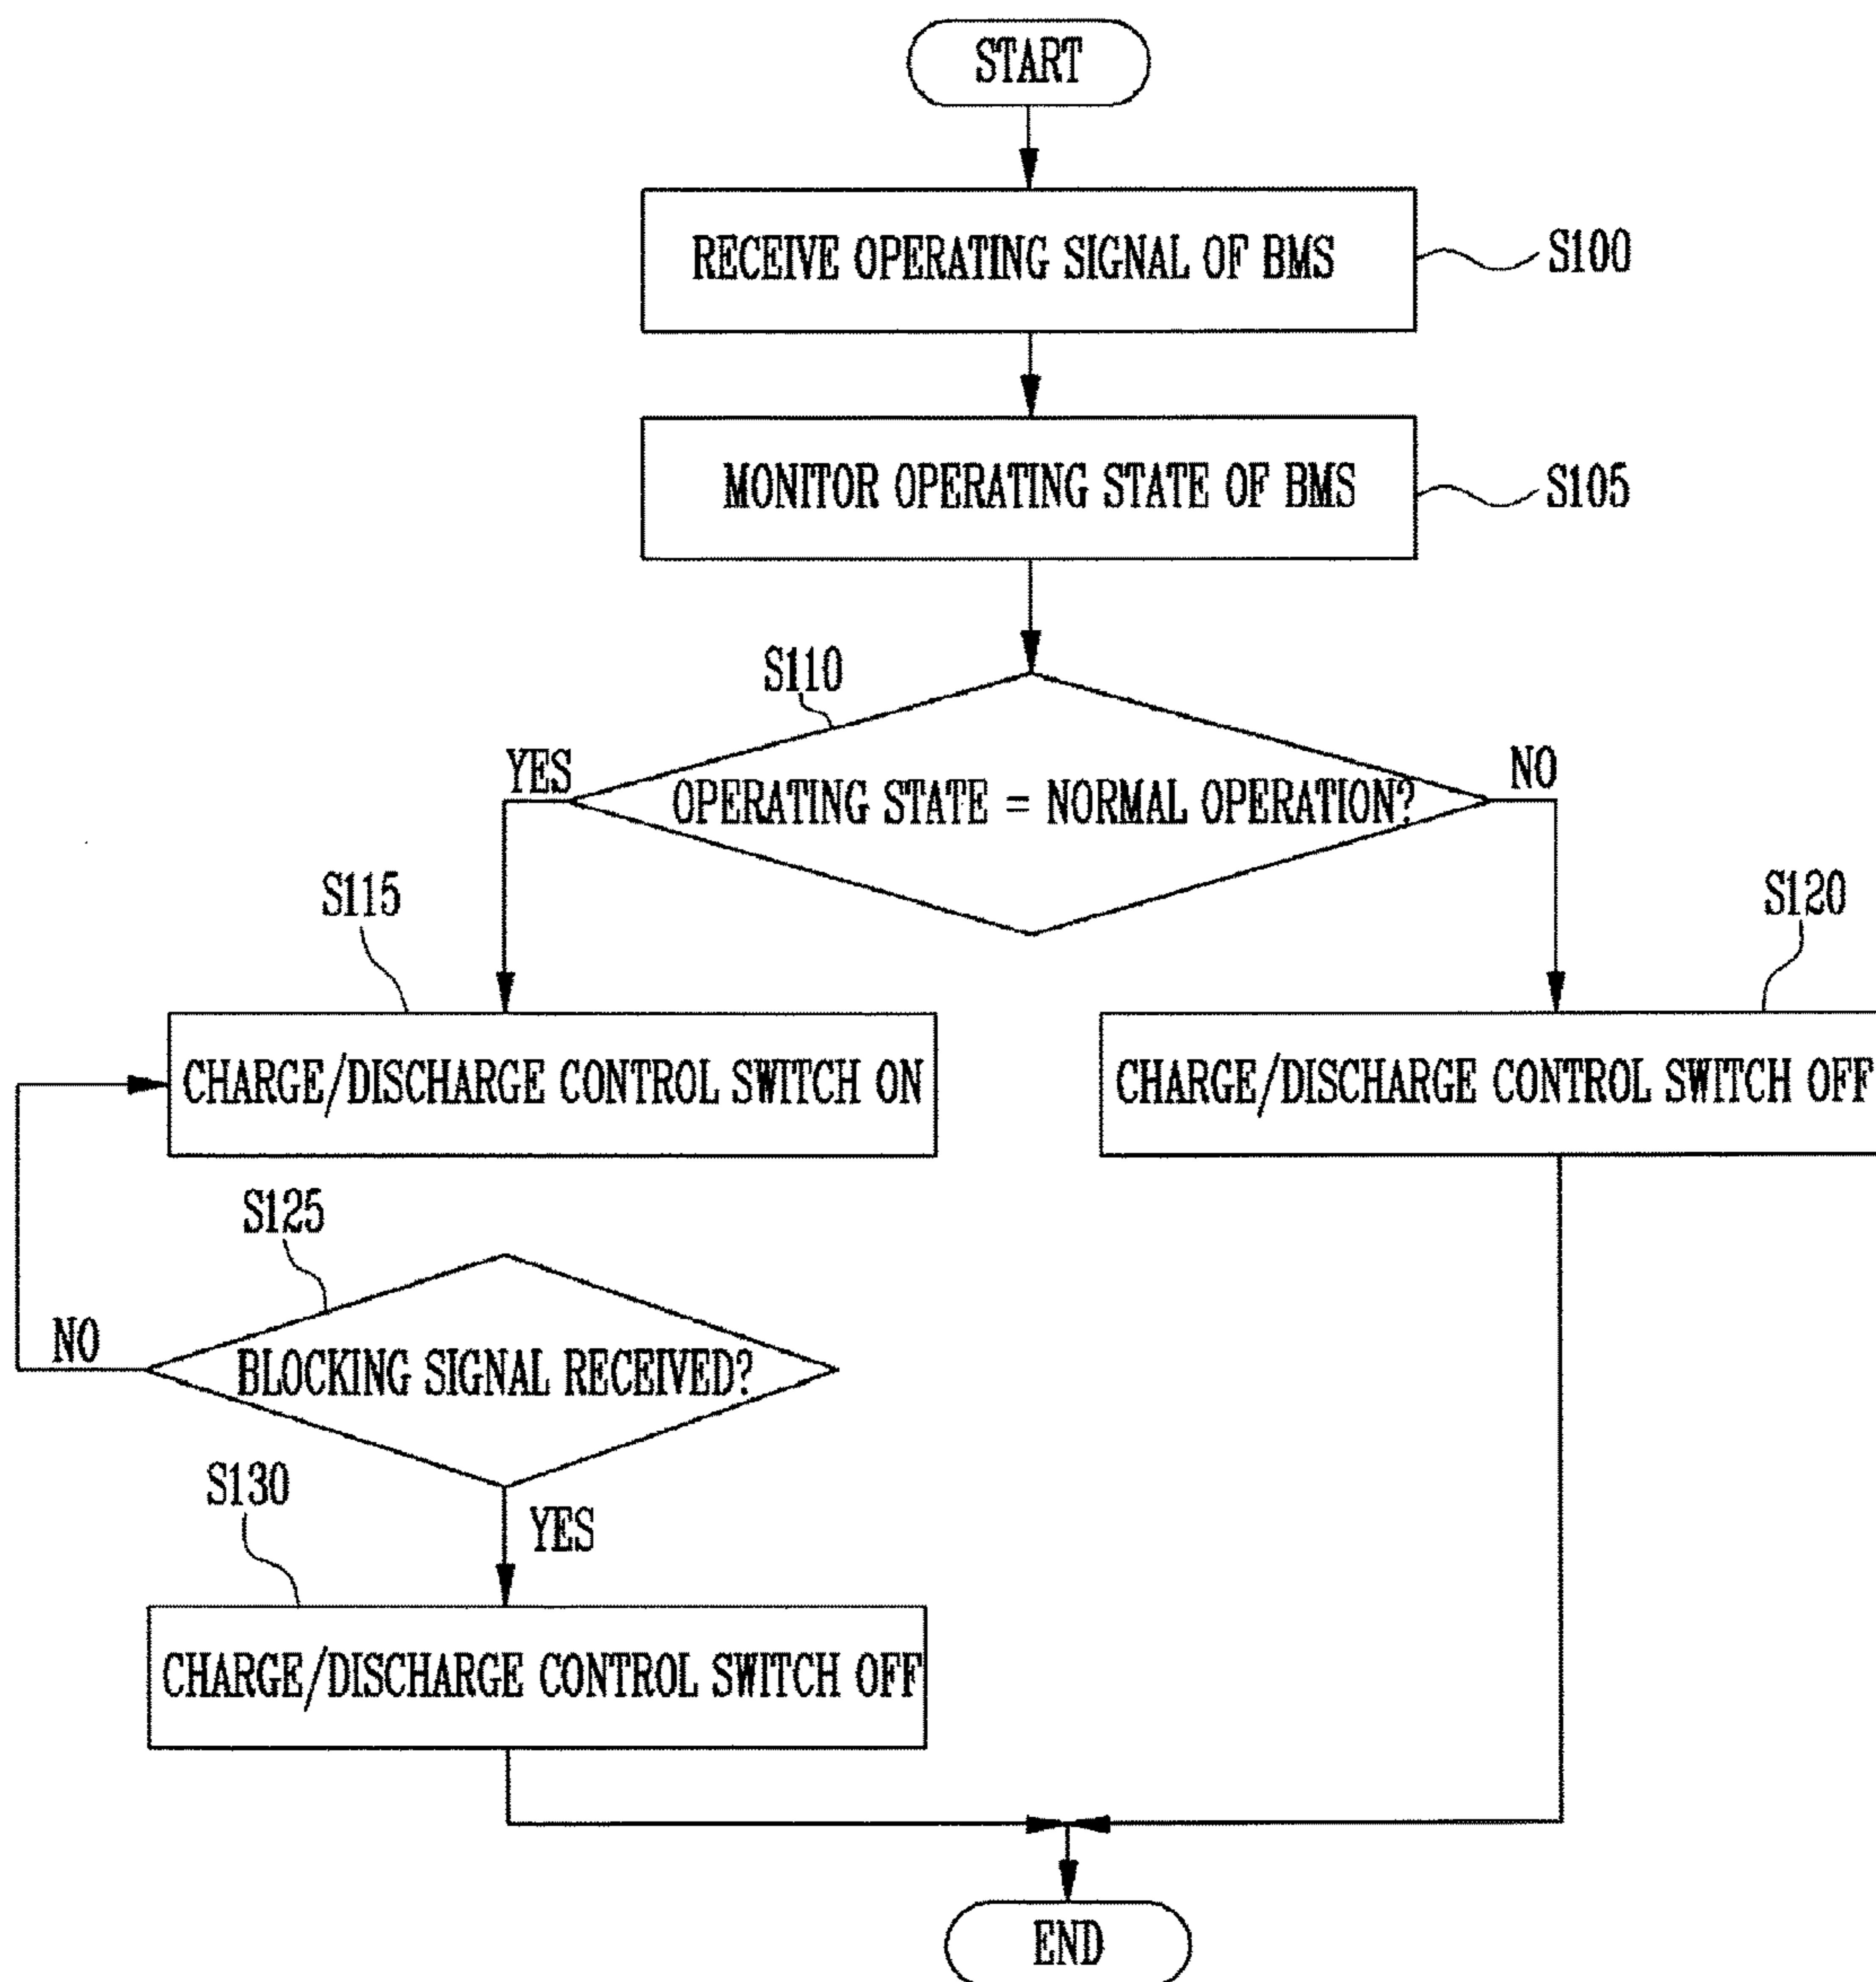 START
RECEIVE OPERATING SIGNAL OF BMS
S100
MONITOR OPERATING STATE OF BMS
S105
S110
YES
OPERATING STATE = NORMAL OPERATION?
NO
S115
S120
CHARGE/DISCHARGE CONTROL SWITCH ON
CHARGE/DISCHARGE CONTROL SWITCH OFF
S125
NO
BLOCKING SIGNAL RECEIVED?
S130
YES
CHARGE/DISCHARGE CONTROL SWITCH OFF
END